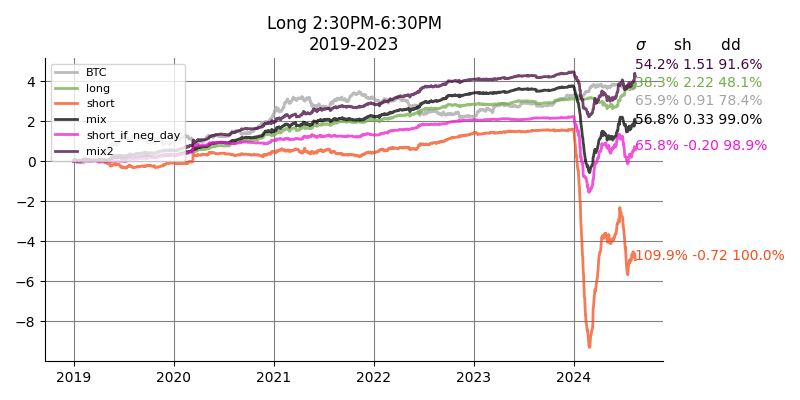 Long 2:30PM-6:30PM
2019-2023
σ sh dd
54.2% 1.51 91.6%
38.3% 2.22 48.1%
65.9% 0.91 78.4%
56.8% 0.33 99.0%
65.8% -0.20 98.9%
109.9% -0.72 100.0%
BTC
long
short
mix
short_if_neg_day
mix2
4
2
0
−2
−4
−6
−8
2019 2020 2021 2022 2023 2024